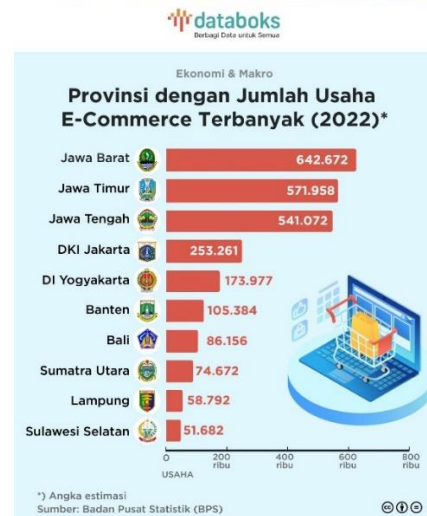 databoks
Berbagi Data untuk Semua
Ekonomi & Makro
Provinsi dengan Jumlah Usaha
E-Commerce Terbanyak (2022)*
Jawa Barat 642.672
Jawa Timur 571.958
Jawa Tengah 541.072
DKI Jakarta 253.261
DI Yogyakarta 173.977
Banten 105.384
Bali 86.156
Sumatra Utara 74.672
Lampung 58.792
Sulawesi Selatan 51.682
0 200 400 600 800
ribu ribu ribu ribu
USAHA
*) Angka estimasi
Sumber: Badan Pusat Statistik (BPS)